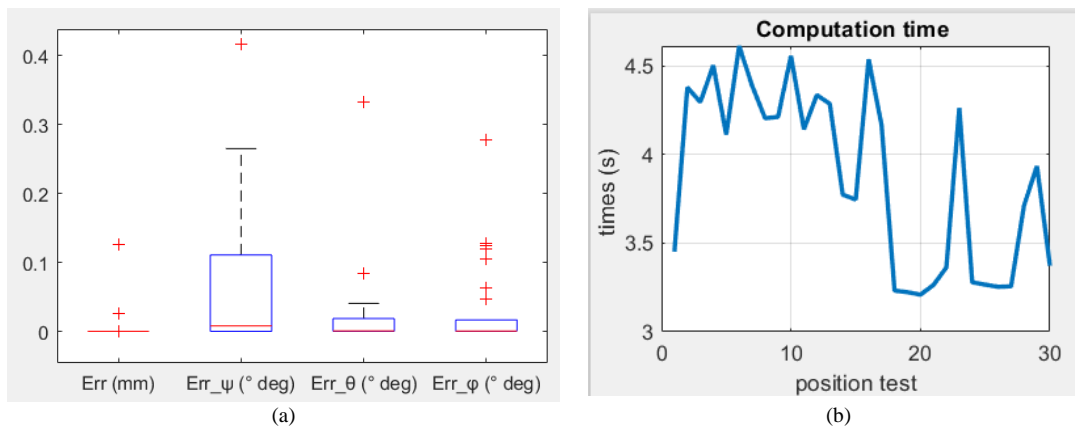 0.4
0.3
0.2
0.1
0
Err (mm) Err_ψ (° deg) Err_θ (° deg) Err_φ (° deg)
(a)
Computation time
4.5
4
3.5
3
times (s)
0 10 20 30
position test
(b)